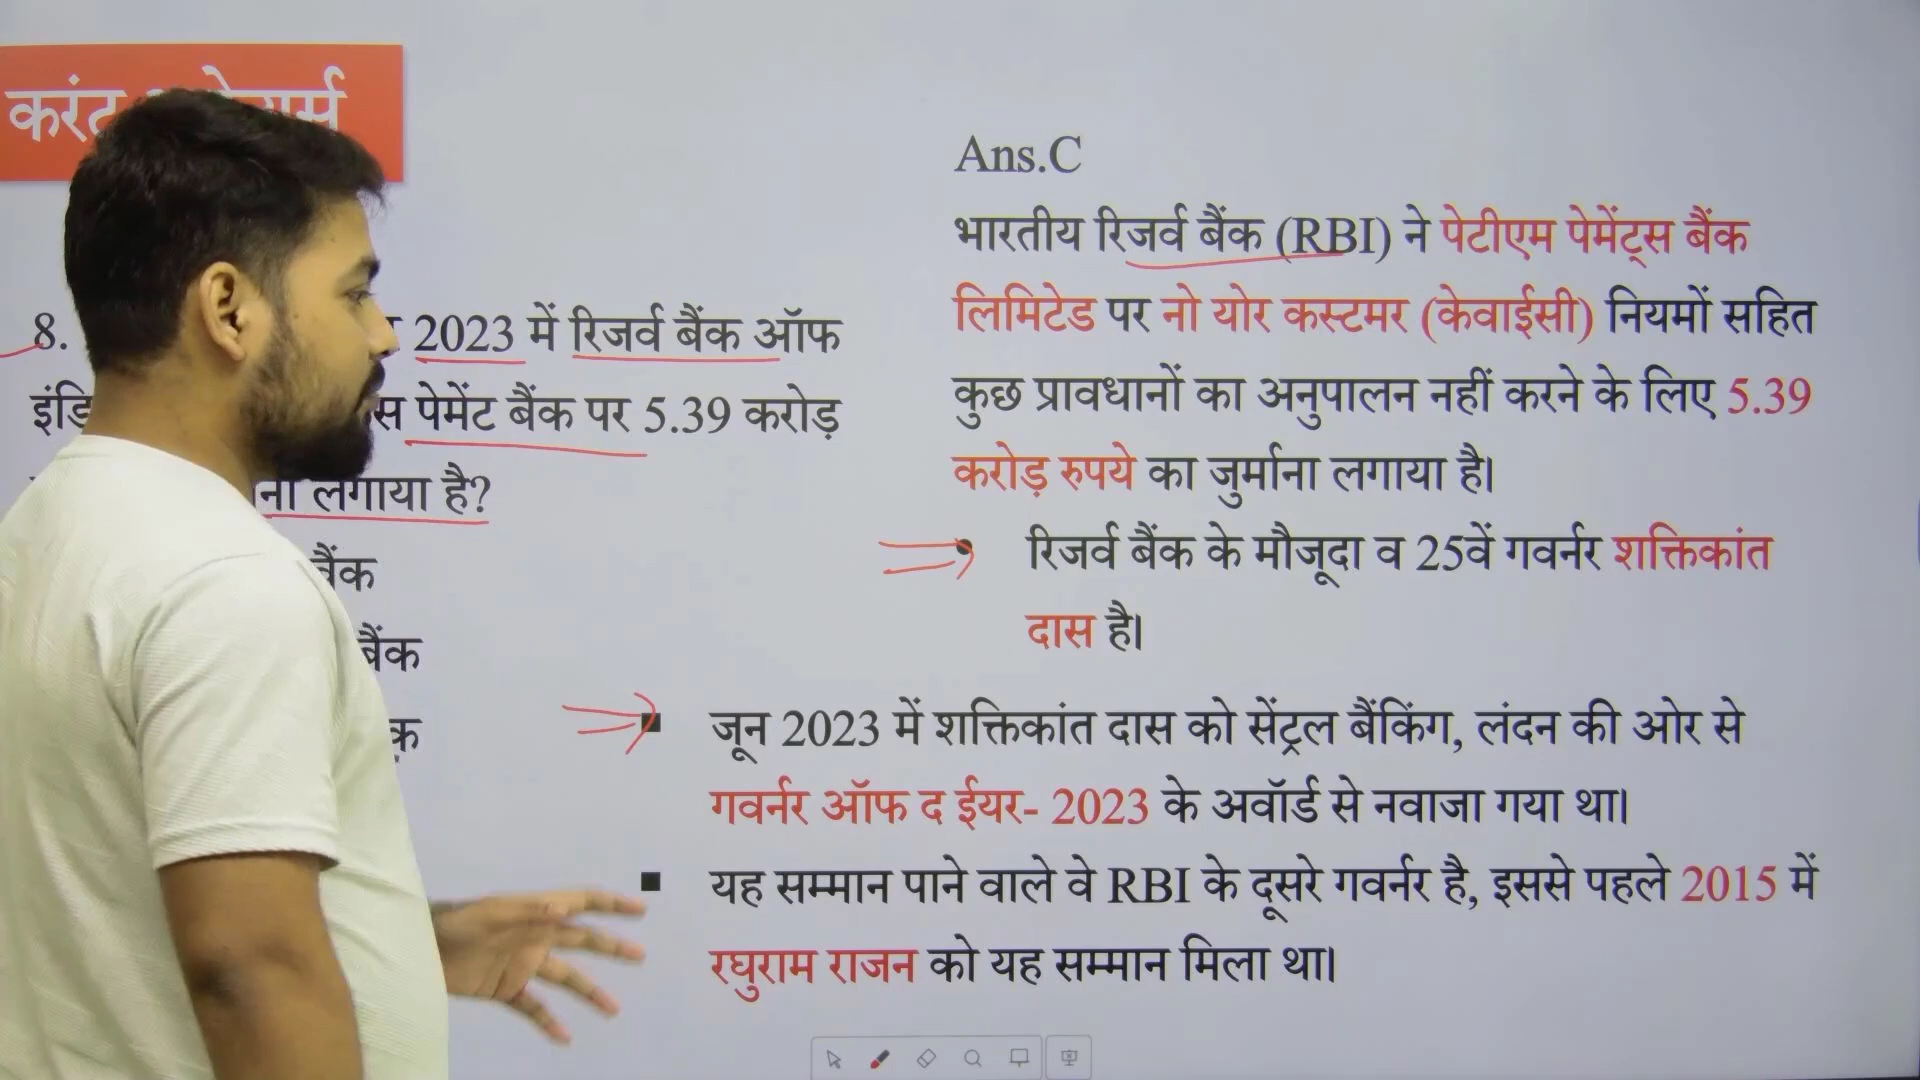 8. 2023 में रिजर्व बैंक ऑफ
पेमेंट बैंक पर 5.39 करोड़
लगाया है?
बैंक
बैंक
Ans.C
भारतीय रिजर्व बैंक (RBI) ने पेटीएम पेमेंट्स बैंक
लिमिटेड पर नो योर कस्टमर (केवाईसी) नियमों सहित
कुछ प्रावधानों का अनुपालन नहीं करने के लिए 5.39
करोड़ रुपये का जुर्माना लगाया है।
रिजर्व बैंक के मौजूदा व 25वें गवर्नर शक्तिकांत
दास है।
जून 2023 में शक्तिकांत दास को सेंट्रल बैंकिंग, लंदन की ओर से
गवर्नर ऑफ द ईयर- 2023 के अवॉर्ड से नवाजा गया था।
यह सम्मान पाने वाले वे RBI के दूसरे गवर्नर है, इससे पहले 2015 में
रघुराम राजन को यह सम्मान मिला था।